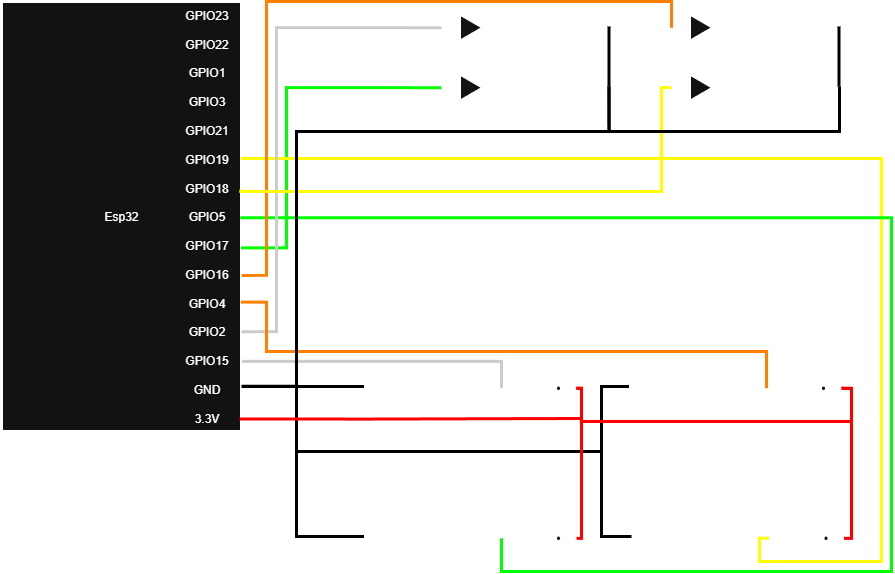 GPIO23
GPIO22
GPIO1
GPIO3
GPIO21
GPIO19
GPIO18
Esp32 GPIO5
GPIO17
GPIO16
GPIO4
GPIO2
GPIO15
GND
3.3V